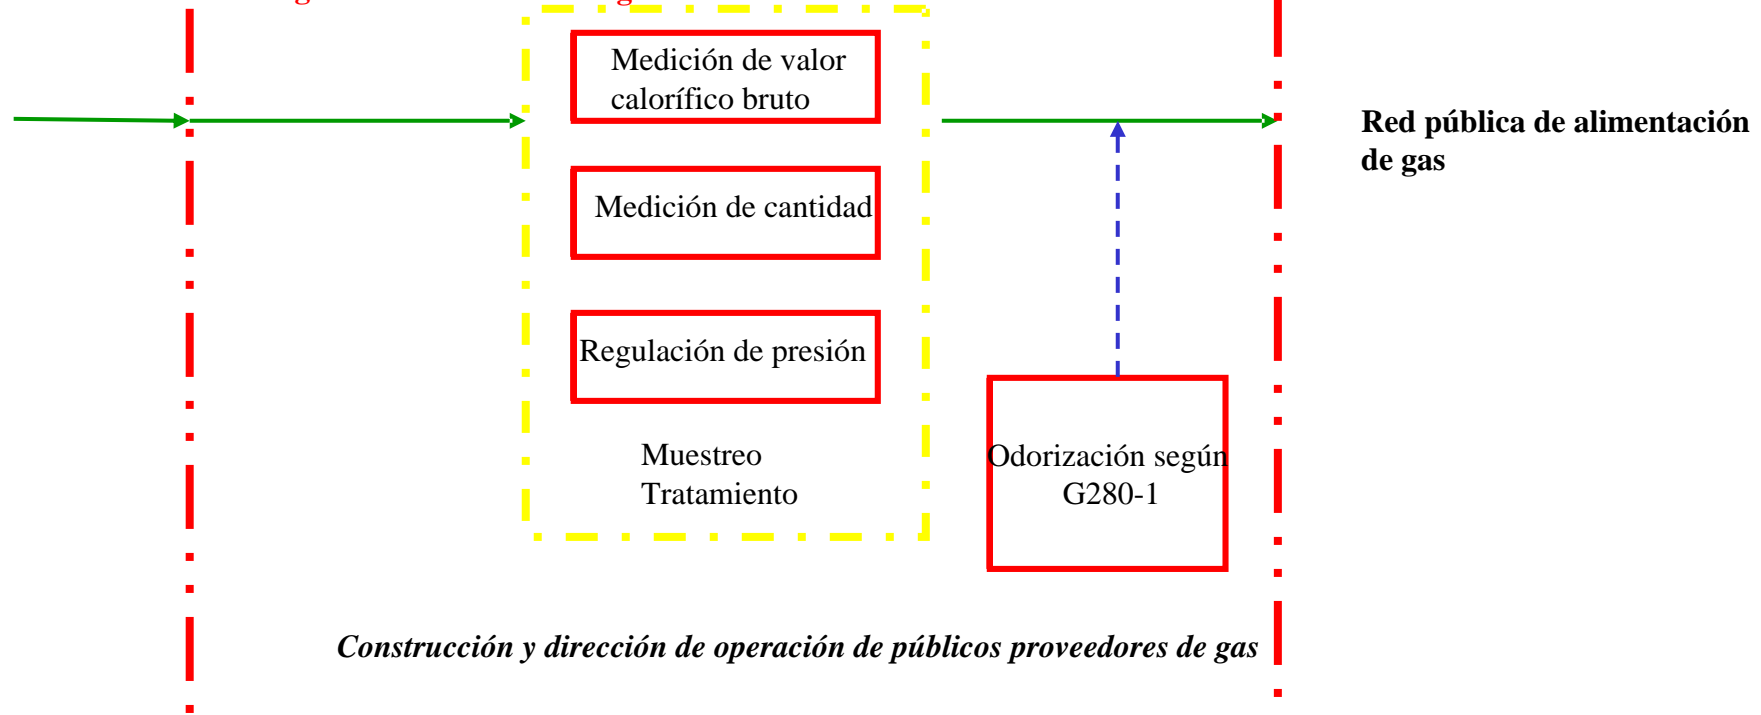 Medición de valor
calorífico bruto
Red pública de alimentación
de gas
Medición de cantidad
Regulación de presión
Muestreo
Tratamiento
Odorización según
G280-1
Construcción y dirección de operación de públicos proveedores de gas